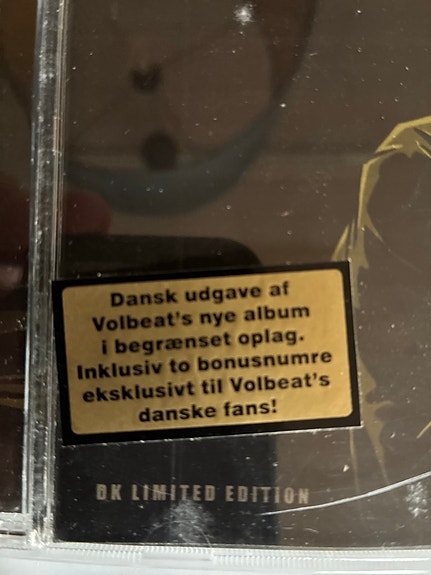 Dansk udgave af
Volbeat's nye album
i begrænset oplag.
Inklusiv to bonusnumre
eksklusivt til Volbeat's
danske fans!
DK LIMITED EDITION